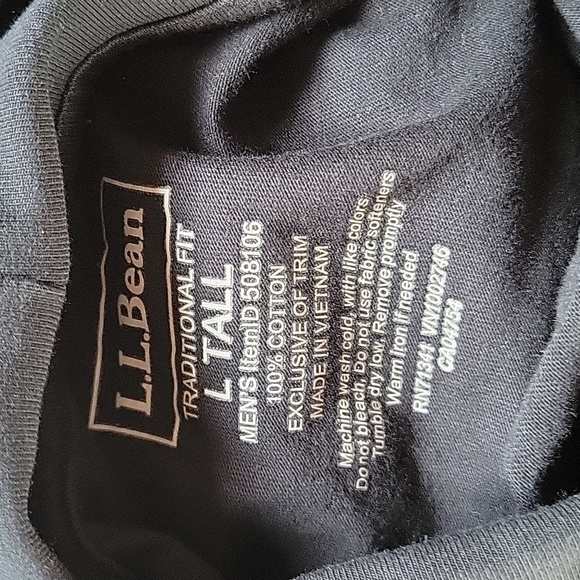 L.L.Bean
TRADITIONAL FIT
L TALL
MEN'S ItemID 508106
100% COTTON
EXCLUSIVE OF TRIM
MADE IN VIETNAM
Machine wash cold, with like colors.
Do not bleach. Do not use fabric softeners
Tumble dry low. Remove promptly
Warm Iron if needed
RN71341 VN1002746
CA04754